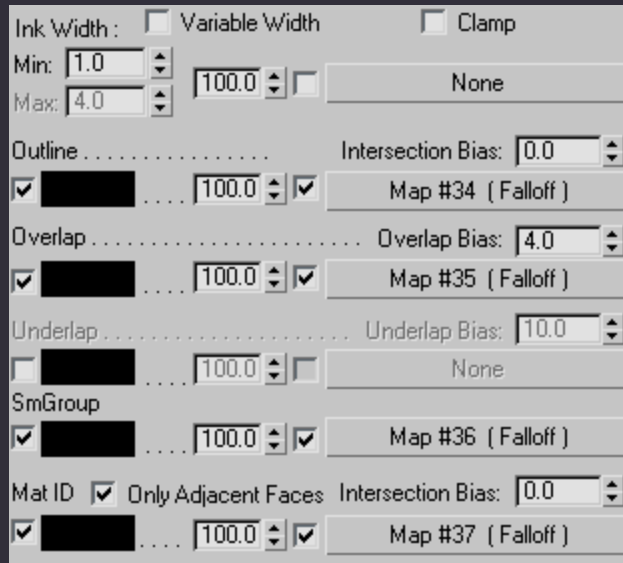 Ink Width : Variable Width Clamp
Min: 1.0
100.0 None
Max: 4.0
Outline . . . . . . . . . . . . . . . . Intersection Bias: 0.0
. . . . 100.0 Map #34 ( Falloff )
Overlap . . . . . . . . . . . . . . . . . . . . . . . . Overlap Bias: 4.0
. . . . 100.0 Map #35 ( Falloff )
Underlap . . . . . . . . . . . . . . . . . . . . . . Underlap Bias: 10.0
. . . . 100.0 None
SmGroup
. . . . 100.0 Map #36 ( Falloff )
Mat ID Only Adjacent Faces Intersection Bias: 0.0
. . . . 100.0 Map #37 ( Falloff )